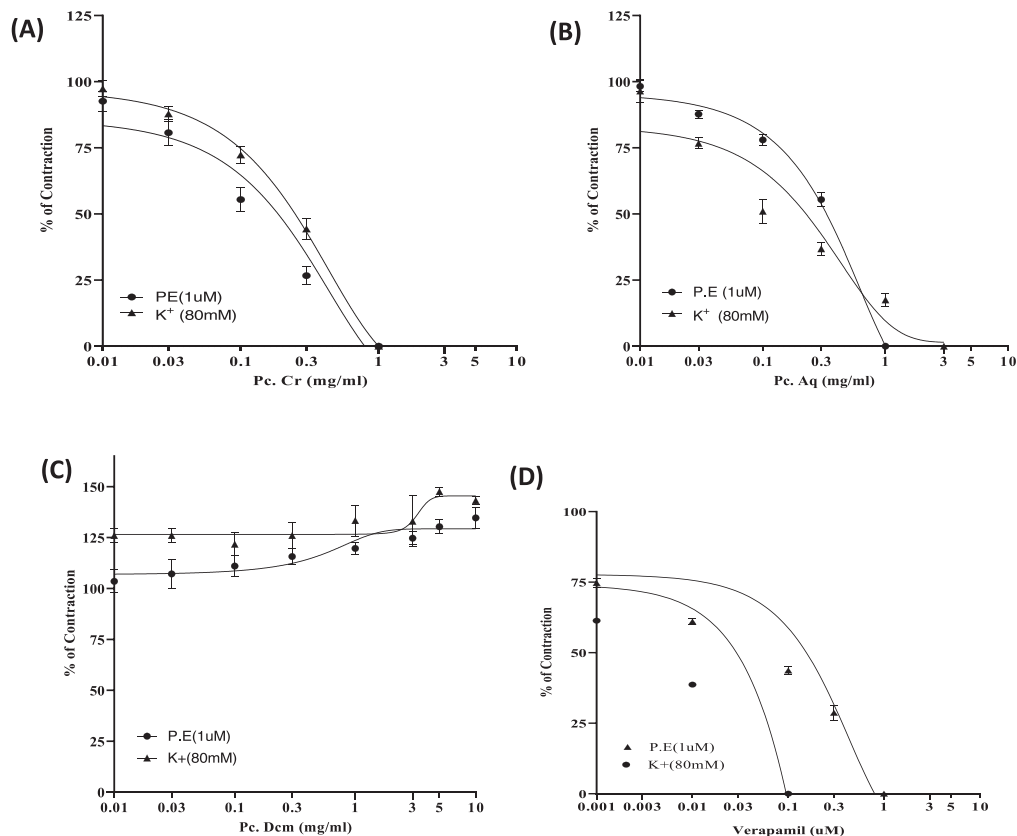 (A)
% of Contraction
125
100
75
50
25
0
PE(1uM)
K⁺ (80mM)
0.01 0.03 0.1 0.3 1 3 5 10
Pc. Cr (mg/ml)
(B)
% of Contraction
125
100
75
50
25
0
P.E (1uM)
K⁺ (80mM)
0.01 0.03 0.1 0.3 1 3 5 10
Pc. Aq (mg/ml)
(C)
% of Contraction
150
125
100
75
50
25
0
P.E(1uM)
K+(80mM)
0.01 0.03 0.1 0.3 1 3 5 10
Pc. Dcm (mg/ml)
(D)
% of Contraction
100
75
50
25
0
P.E(1uM)
K+(80mM)
0.001 0.01 0.03 0.1 0.3 1 3 5 10
Verapamil (uM)